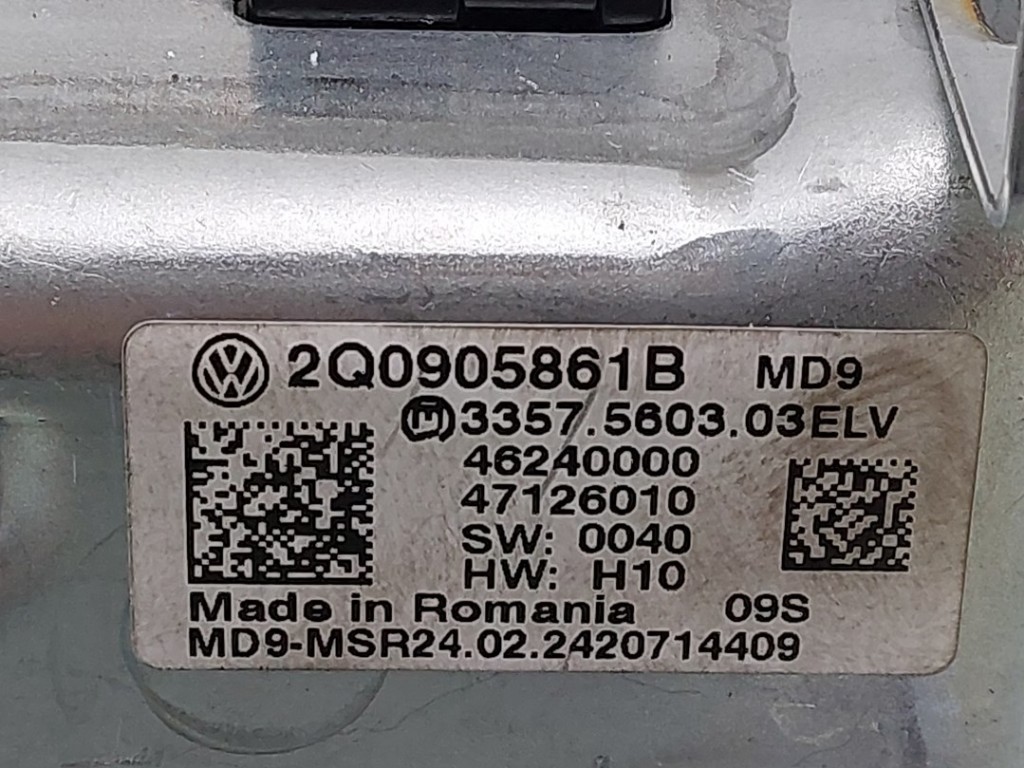 2Q0905861B MD9
3357.5603.03ELV
46240000
47126010
SW: 0040
HW: H10
Made in Romania 09S
MD9-MSR24.02.2420714409